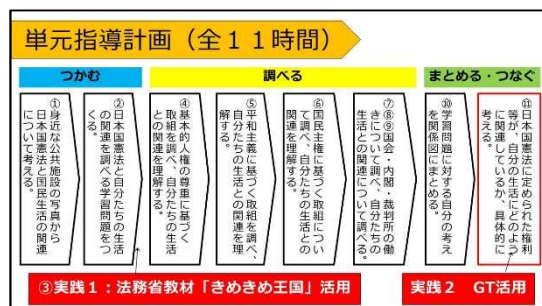 単元指導計画（全１１時間）
つかむ
調べる
まとめる・つなぐ
①身近な公共施設の写真から
日本国憲法と国民生活の関連
について考える。
②日本国憲法と自分たちの生活
の関連を調べる学習問題をつ
くる。
④基本的人権の尊重に基づく
取組を調べ、自分たちの生活
との関連を理解する。
⑤平和主義に基づく取組を調べ、
自分たちの生活との関連を理
解する。
⑥国民主権に基づく取組につい
て調べ、自分たちの生活との
関連を理解する。
⑦⑧⑨国会・内閣・裁判所の働
きについて調べ、自分たちの
生活との関連について調べる。
⑩学習問題に対する自分の考え
を関係図にまとめる。
⑪日本国憲法に定められた権利
等が、自分の生活にどのよう
に関連しているか、具体的に
考える。
③実践１：法務省教材「きめきめ王国」活用
実践２　GT活用